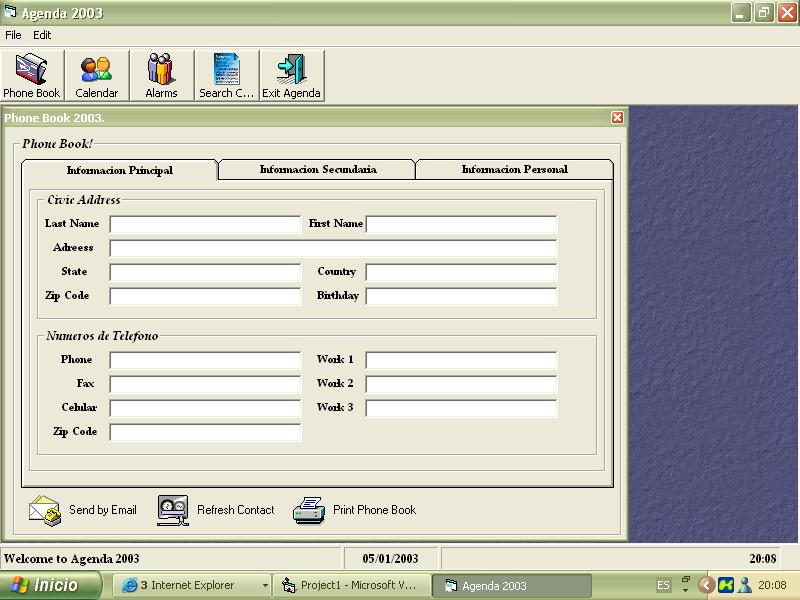 Agenda 2003
File Edit
Phone Book Calendar Alarms Search C... Exit Agenda
Phone Book 2003.
Phone Book!
Informacion Principal Informacion Secundaria Informacion Personal
Civic Address
Last Name First Name
Adreess
State Country
Zip Code Birthday
Numeros de Telefono
Phone Work 1
Fax Work 2
Celular Work 3
Zip Code
Send by Email Refresh Contact Print Phone Book
Welcome to Agenda 2003 05/01/2003 20:08
Inicio 3 Internet Explorer Project1 - Microsoft V... Agenda 2003 ES 20:08